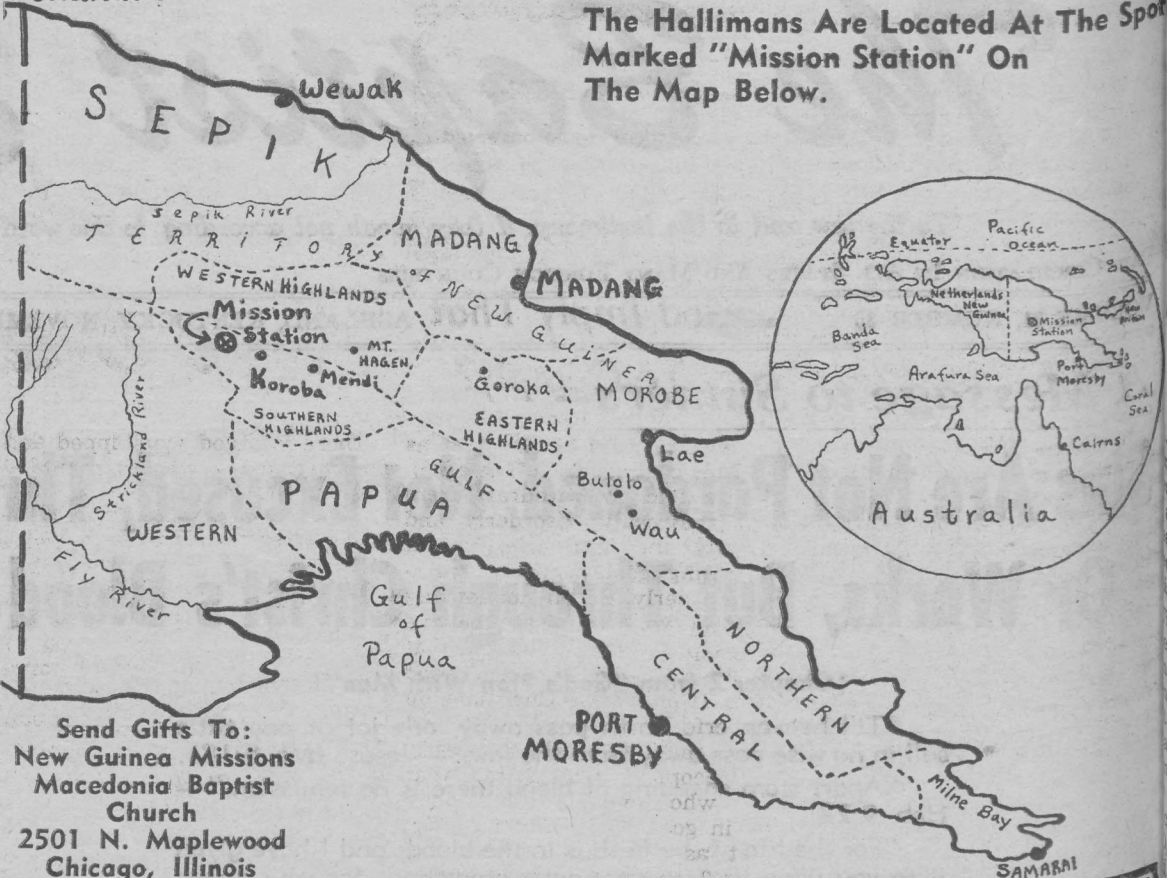 The Hallimans Are Located At The Spot
Marked "Mission Station" On
The Map Below.
Wewak
SEPIK
Sepik River
TERRITORY of NEW GUINEA
MADANG
MADANG
WESTERN HIGHLANDS
Mission
Station
MT.
HAGEN
Koroba
Mendi
Goroka
MOROBE
SOUTHERN
HIGHLANDS
EASTERN
HIGHLANDS
Strickland River
Lae
GULF
Bulolo
PAPUA
Wau
WESTERN
Fly
River
Gulf
of
Papua
NORTHERN
CENTRAL
PORT
MORESBY
Milne Bay
SAMARAI
Pacific
ocean
Equator
Netherlands
New
Guinea
Mission
Station
Banda
Sea
Port
Moresby
Arafura Sea
Coral
Sea
Cairns
Australia
Send Gifts To:
New Guinea Missions
Macedonia Baptist
Church
2501 N. Maplewood
Chicago, Illinois